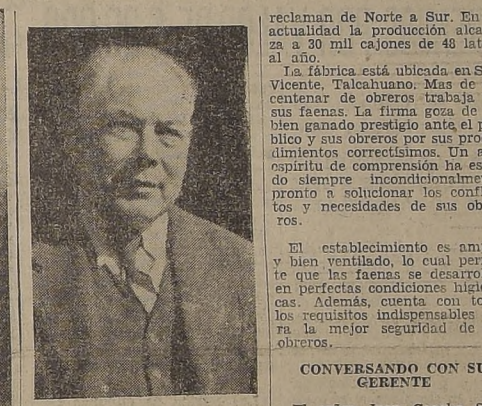 reclaman de Norte a Sur. En
actualidad la producción alca
za a 30 mil cajones de 48 lat
al año.
La fábrica está ubicada en S
Vicente, Talcahuano. Mas de
centenar de obreros trabaja
sus faenas. La firma goza de
bien ganado prestigio ante el p
blico y sus obreros por sus pro
dimientos correctísimos. Un a
espíritu de comprensión ha es
do siempre incondicionalme
pronto a solucionar los conf
tos y necesidades de sus ob
ros.
El establecimiento es am
y bien ventilado, lo cual per
te que las faenas se desarro
en perfectas condiciones higié
cas. Además, cuenta con to
los requisitos indispensables
ra la mejor seguridad de
obreros.
CONVERSANDO CON SU
GERENTE